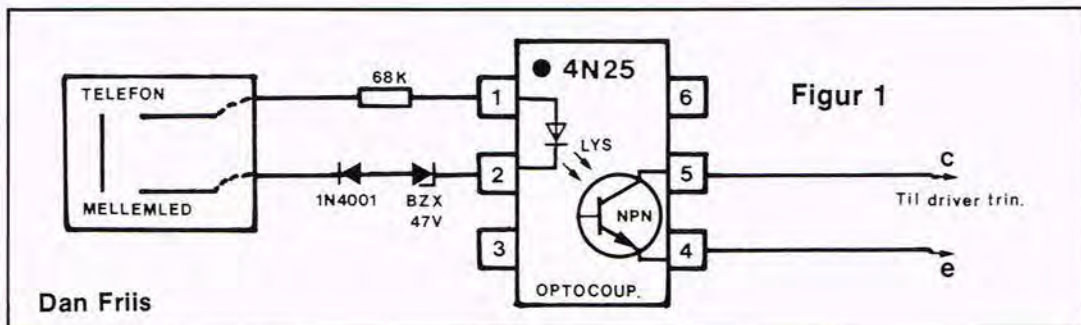 TELEFON
MELLEMLED
68K
1N4001
BZX
47V
1
2
3
4N25
LYS
NPN
OPTOCOUP.
6
5
4
Figur 1
c
Til driver trin.
e
Dan Friis